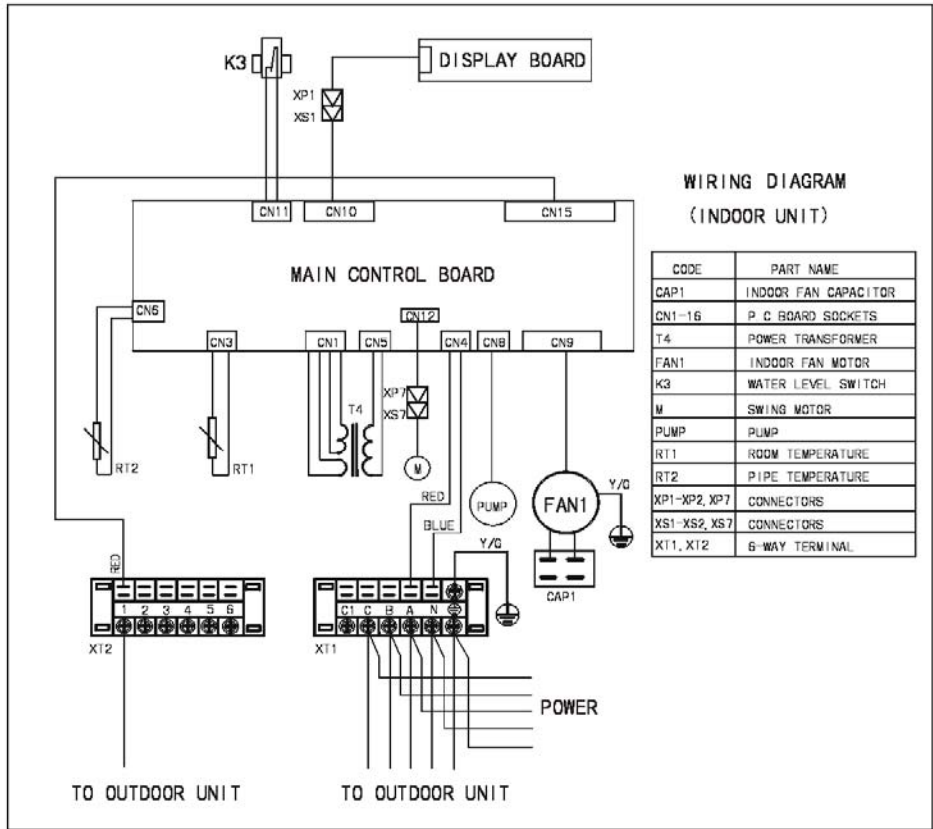 K3
DISPLAY BOARD
XP1
XS1
WIRING DIAGRAM
(INDOOR UNIT)
CN11
CN10
CN15
MAIN CONTROL BOARD
CN6
CN12
CN3
CN1
CN5
CN4
CN8
CN9
XP7
XS7
T4
RT2
RT1
M
RED
BLUE
PUMP
FAN1
Y/G
Y/G
CAP1
RED
1 2 3 4 5 6
XT2
C1 C B A N
XT1
POWER
TO OUTDOOR UNIT
TO OUTDOOR UNIT
CODE PART NAME
CAP1 INDOOR FAN CAPACITOR
CN1-16 P C BOARD SOCKETS
T4 POWER TRANSFORMER
FAN1 INDOOR FAN MOTOR
K3 WATER LEVEL SWITCH
M SWING MOTOR
PUMP PUMP
RT1 ROOM TEMPERATURE
RT2 PIPE TEMPERATURE
XP1-XP2, XP7 CONNECTORS
XS1-XS2, XS7 CONNECTORS
XT1, XT2 6-WAY TERMINAL